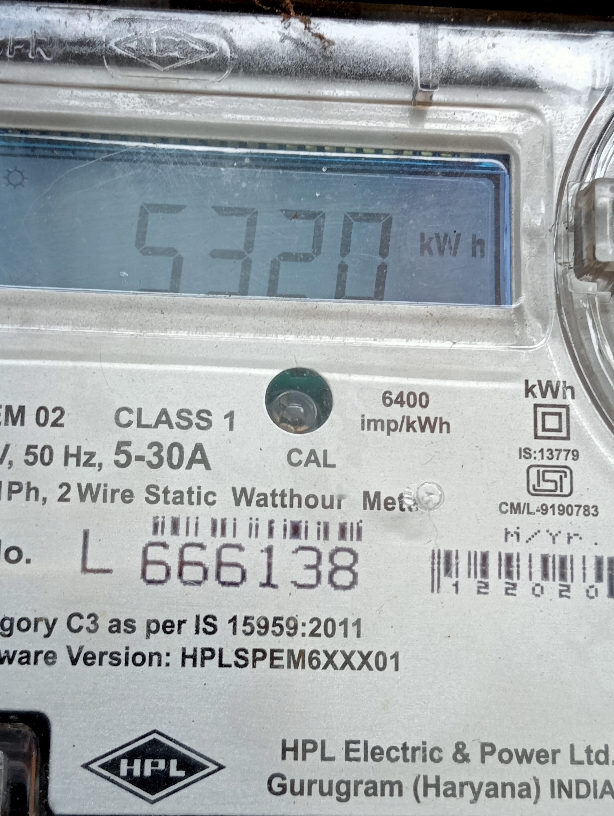 5320 kWh
EM 02 CLASS 1
6400
imp/kWh
kWh
V, 50 Hz, 5-30A
CAL
IS:13779
1Ph, 2 Wire Static Watthour
CM/L-9190783
M/Yr.
No. L 666138
122020
gory C3 as per IS 15959:2011
ware Version: HPLSPEM6XXX01
HPL
HPL Electric & Power Ltd.
Gurugram (Haryana) INDIA